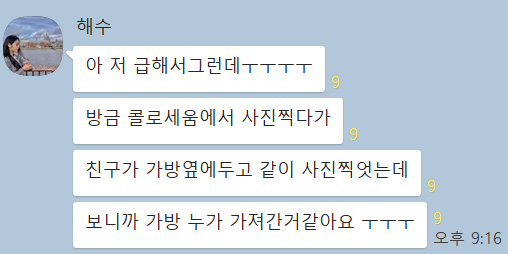 해수
아 저 급해서그런데ㅜㅜㅜㅜ
9
방금 콜로세움에서 사진찍다가
9
친구가 가방옆에두고 같이 사진찍엇는데
9
보니까 가방 누가 가져간거같아요 ㅜㅜㅜ
9
오후 9:16